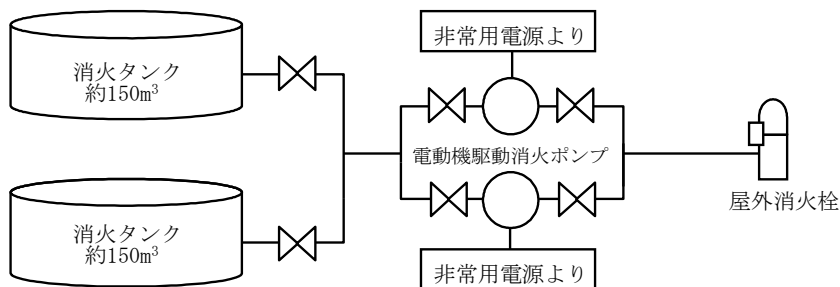 非常用電源より
消火タンク
約150m³
電動機駆動消火ポンプ
屋外消火栓
消火タンク
約150m³
非常用電源より